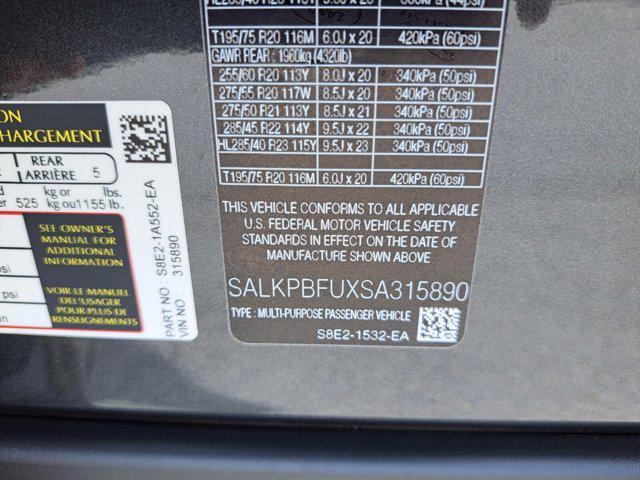 T195/75 R20 116M 6.0J x 20 420kPa (60psi)
GAWR REAR : 1960kg (4320lb)
255/60 R20 113Y 8.0J x 20 340kPa (50psi)
275/55 R20 117W 8.5J x 20 340kPa (50psi)
275/50 R21 113Y 8.5J x 21 340kPa (50psi)
285/45 R22 114Y 9.5J x 22 340kPa (50psi)
HL285/40 R23 115Y 9.5J x 23 340kPa (50psi)
T195/75 R20 116M 6.0J x 20 420kPa (60psi)
THIS VEHICLE CONFORMS TO ALL APPLICABLE
U.S. FEDERAL MOTOR VEHICLE SAFETY
STANDARDS IN EFFECT ON THE DATE OF
MANUFACTURE SHOWN ABOVE
SALKPBFUXSA315890
TYPE : MULTI-PURPOSE PASSENGER VEHICLE
S8E2-1532-EA
ON
CHARGEMENT
REAR
ARRIÈRE 5
kg or lbs.
525 kg ou 1155 lb.
SEE OWNER'S
MANUAL FOR
ADDITIONAL
INFORMATION
VOIR LE MANUEL
DE L'USAGER
POUR PLUS DE
RENSEIGNEMENTS
psi
PART NO S8E2-1A552-EA
VIN NO : 315890